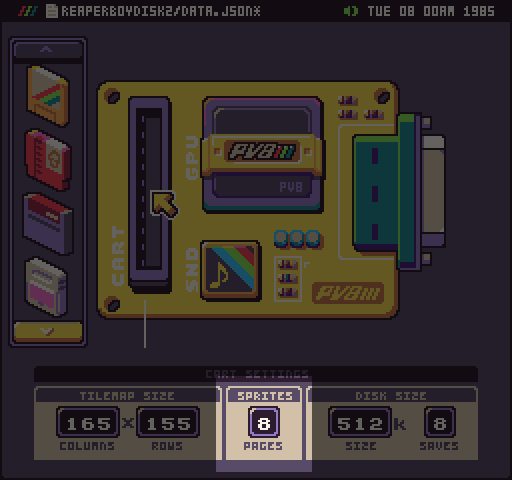 REAPERBOYDISK2/DATA.JSON* TUE 08 00AM 1985
GPU
PV8
PV8
CART
SND
PV8
CART SETTINGS
TILEMAP SIZE SPRITES DISK SIZE
165 x 155 8 512 k 8
COLUMNS ROWS PAGES SIZE SAVES